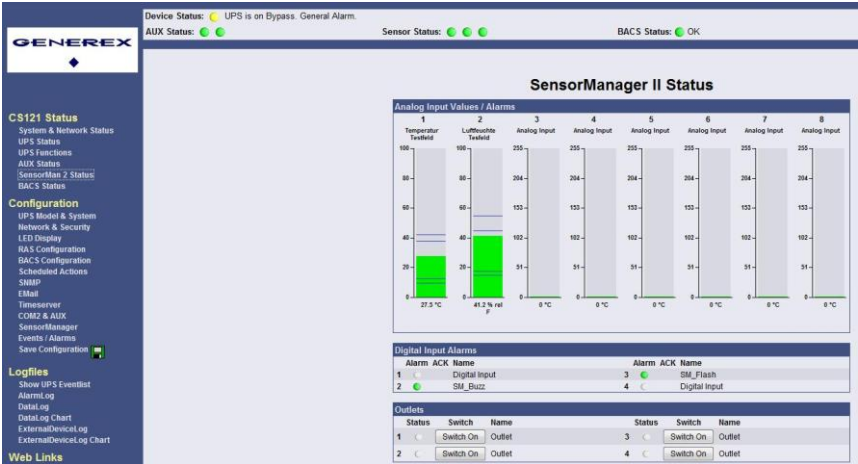 Device Status: UPS is on Bypass. General Alarm.
AUX Status: Sensor Status: BACS Status: OK
GENEREX
CS121 Status
System & Network Status
UPS Status
UPS Functions
AUX Status
SensorMan 2 Status
BACS Status
Configuration
UPS Model & System
Network & Security
LED Display
RAS Configuration
BACS Configuration
Scheduled Actions
SNMP
EMail
Timeserver
COM2 & AUX
SensorManager
Events / Alarms
Save Configuration
Logfiles
Show UPS Eventlist
AlarmLog
DataLog
DataLog Chart
ExternalDeviceLog
ExternalDeviceLog Chart
Web Links
SensorManager II Status
Analog Input Values / Alarms
1 2 3 4 5 6 7 8
Temperatur Luftfeuchte Analog Input Analog Input Analog Input Analog Input Analog Input Analog Input
Testfeld Tesfeld
100 100 255 255 255 255 255 255
80 80 204 204 204 204 204 204
60 60 153 153 153 153 153 153
40 40 102 102 102 102 102 102
20 20 51 51 51 51 51 51
0 0 0 0 0 0 0 0
27.5 °C 41.2 % rel 0 °C 0 °C 0 °C 0 °C 0 °C 0 °C
F
Digital Input Alarms
Alarm ACK Name Alarm ACK Name
1 Digital Input 3 SM_Flash
2 SM_Buzz 4 Digital Input
Outlets
Status Switch Name Status Switch Name
1 Switch On Outlet 3 Switch On Outlet
2 Switch On Outlet 4 Switch On Outlet